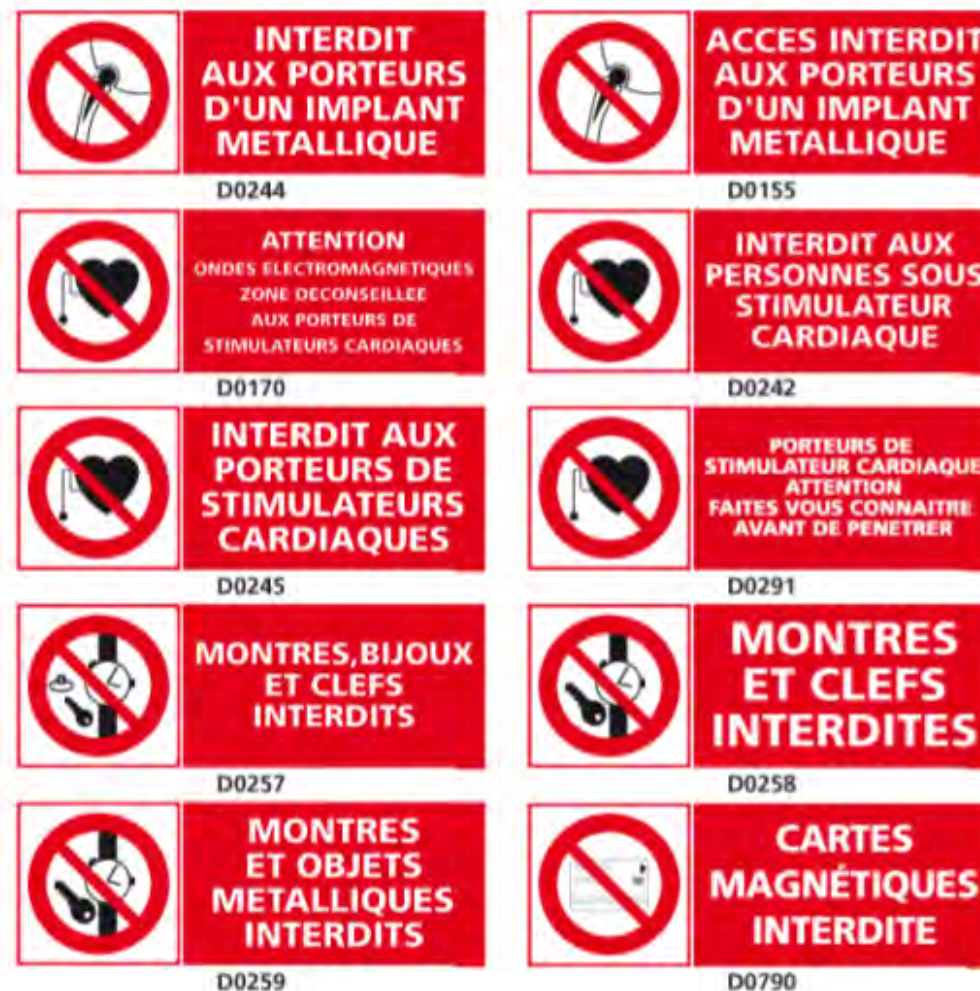 INTERDIT
AUX PORTEURS
D'UN IMPLANT
METALLIQUE
D0244
ACCES INTERDIT
AUX PORTEURS
D'UN IMPLANT
METALLIQUE
D0155
ATTENTION
ONDES ELECTROMAGNETIQUES
ZONE DECONSEILLEE
AUX PORTEURS DE
STIMULATEURS CARDIAQUES
D0170
INTERDIT AUX
PERSONNES SOUS
STIMULATEUR
CARDIAQUE
D0242
INTERDIT AUX
PORTEURS DE
STIMULATEURS
CARDIAQUES
D0245
PORTEURS DE
STIMULATEUR CARDIAQUE
ATTENTION
FAITES VOUS CONNAITRE
AVANT DE PENETRER
D0291
MONTRES,BIJOUX
ET CLEFS
INTERDITS
D0257
MONTRES
ET CLEFS
INTERDITES
D0258
MONTRES
ET OBJETS
METALLIQUES
INTERDITS
D0259
CARTES
MAGNÉTIQUES
INTERDITE
D0790